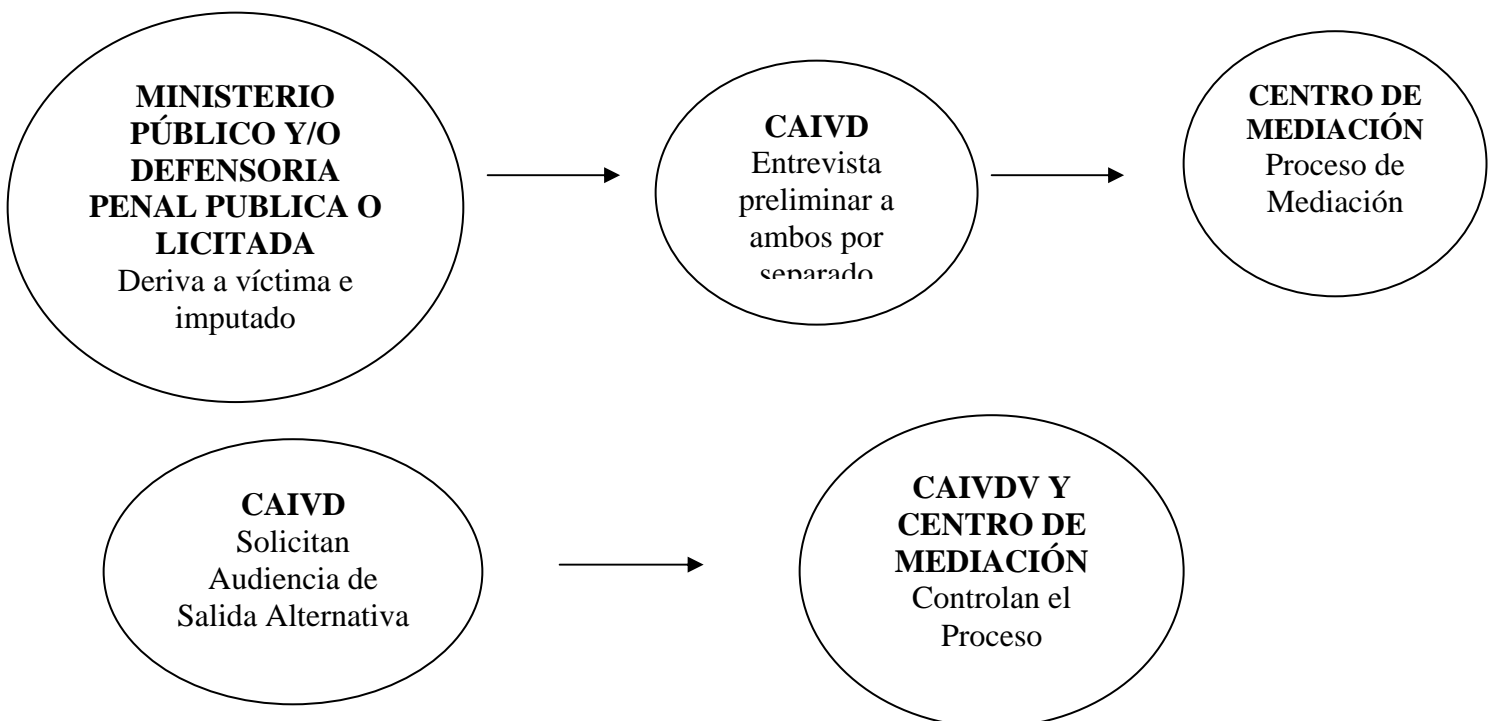 MINISTERIO
PÚBLICO Y/O
DEFENSORIA
PENAL PUBLICA O
LICITADA
Deriva a víctima e
imputado
CAIVD
Entrevista
preliminar a
ambos por
separado
CENTRO DE
MEDIACIÓN
Proceso de
Mediación
CAIVD
Solicitan
Audiencia de
Salida Alternativa
CAIVDV Y
CENTRO DE
MEDIACIÓN
Controlan el
Proceso